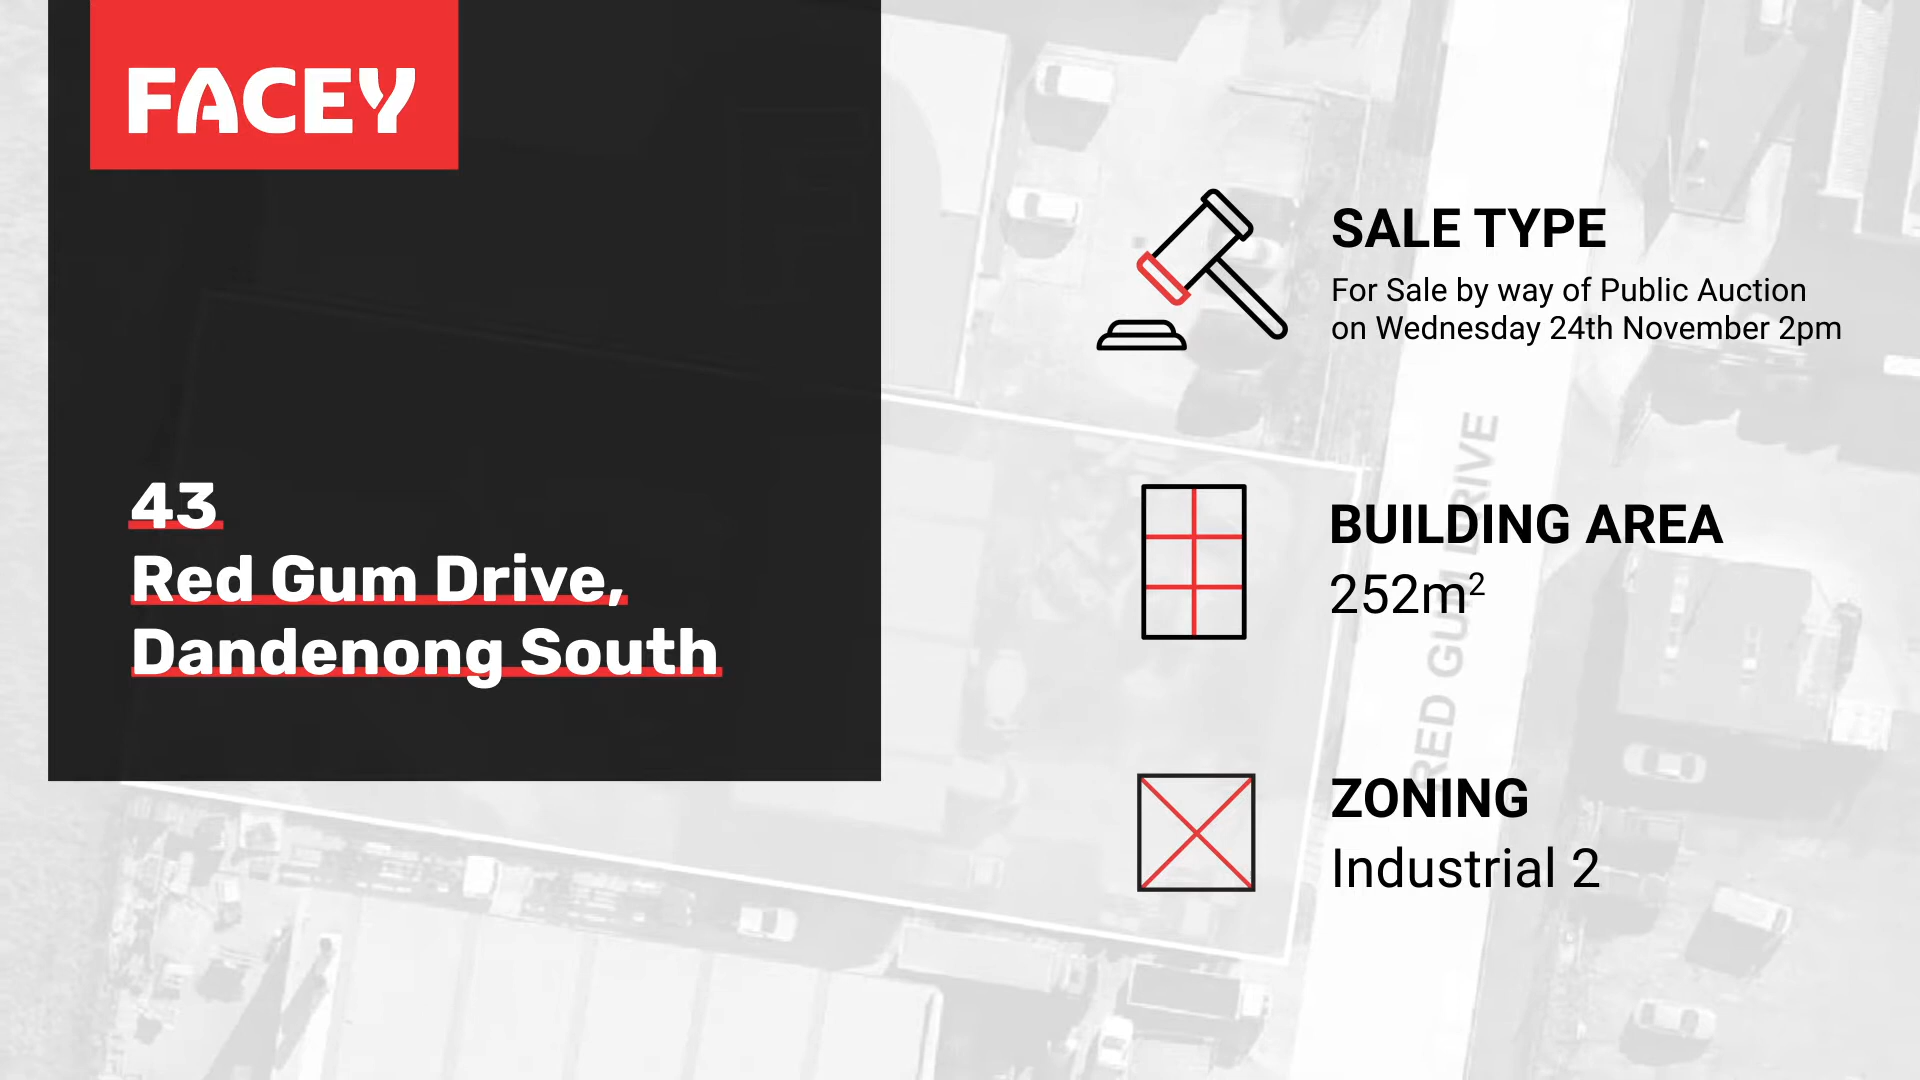 FACEY
43
Red Gum Drive,
Dandenong South
SALE TYPE
For Sale by way of Public Auction
on Wednesday 24th November 2pm
BUILDING AREA
252m²
ZONING
Industrial 2
RED GUM DRIVE